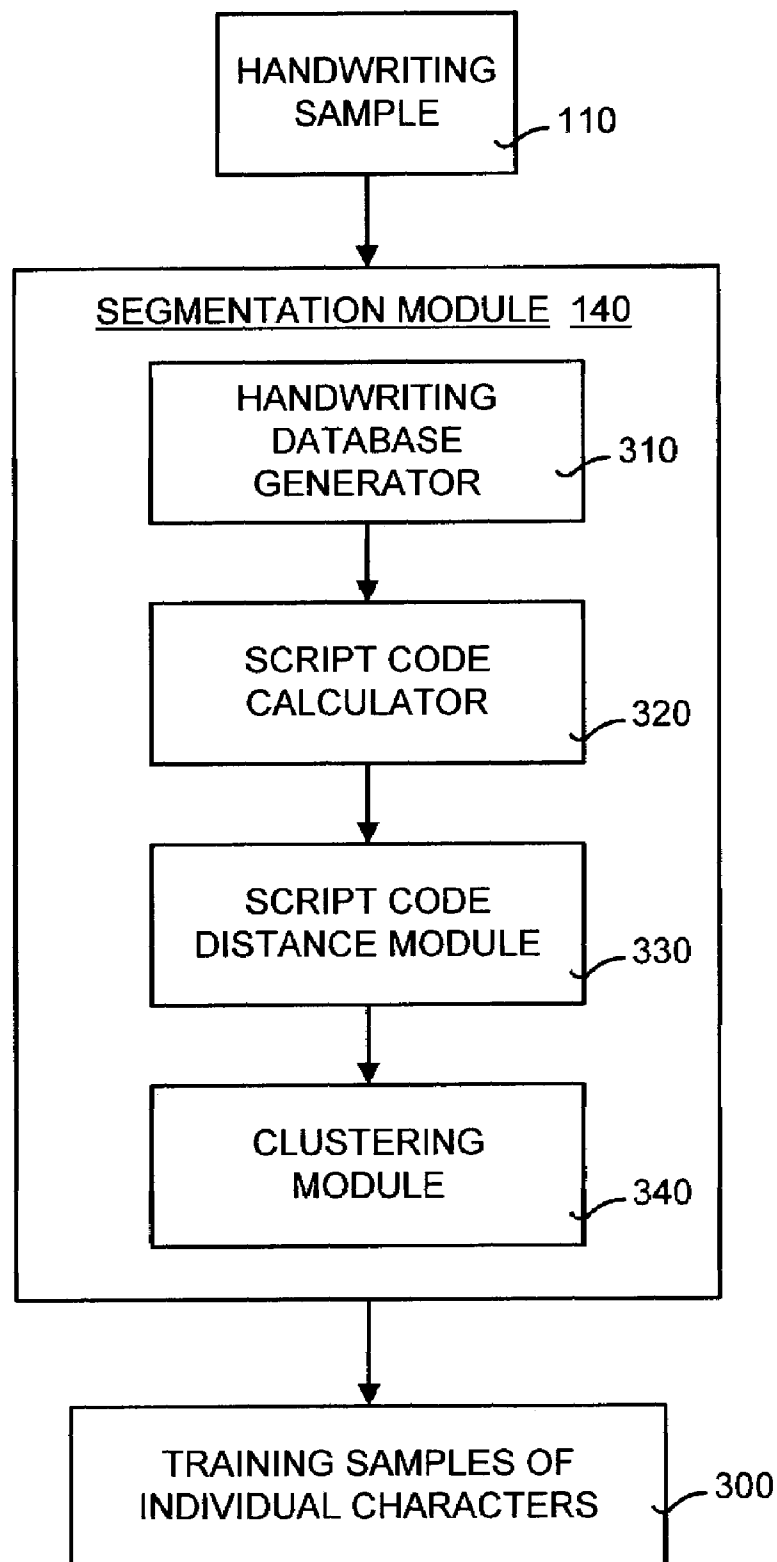 HANDWRITING
SAMPLE
110
SEGMENTATION MODULE 140
HANDWRITING
DATABASE
GENERATOR
310
SCRIPT CODE
CALCULATOR
320
SCRIPT CODE
DISTANCE MODULE
330
CLUSTERING
MODULE
340
TRAINING SAMPLES OF
INDIVIDUAL CHARACTERS
300